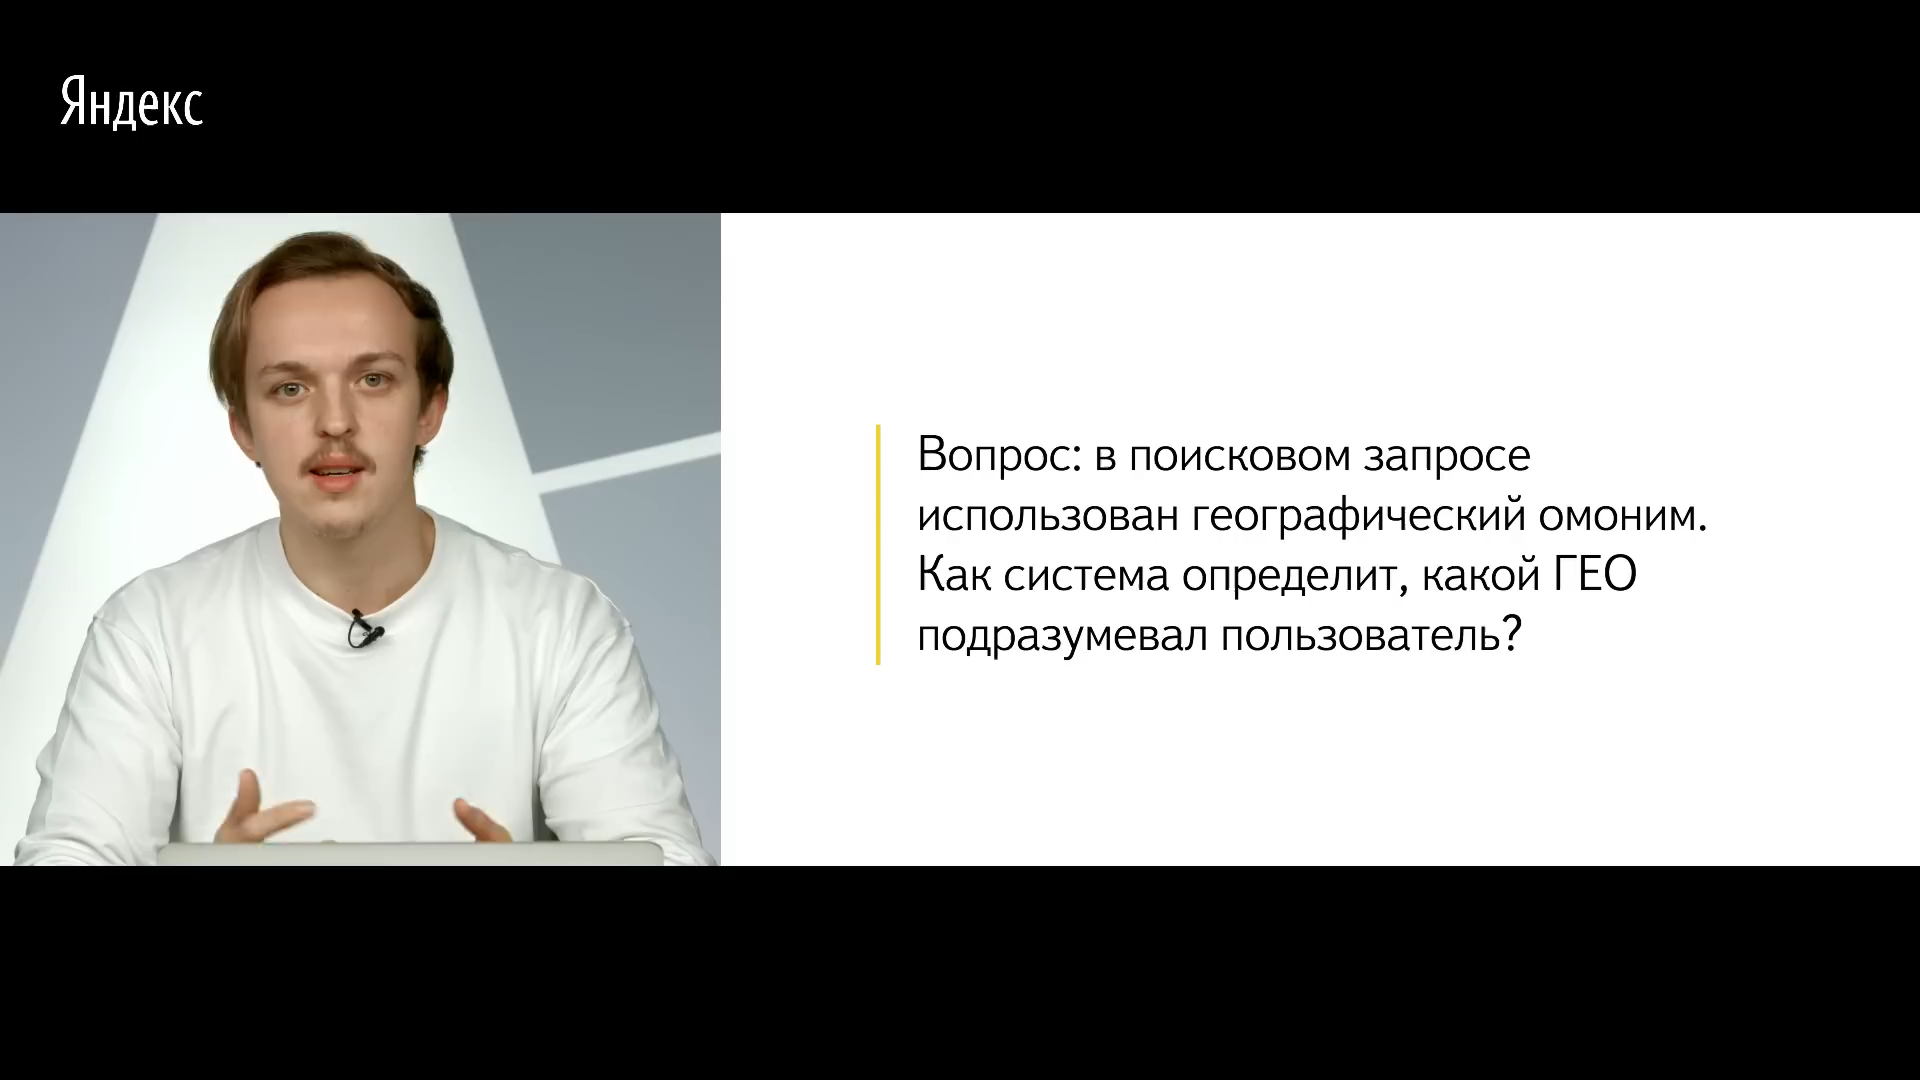 Яндекс
Вопрос: в поисковом запросе
использован географический омоним.
Как система определит, какой ГЕО
подразумевал пользователь?